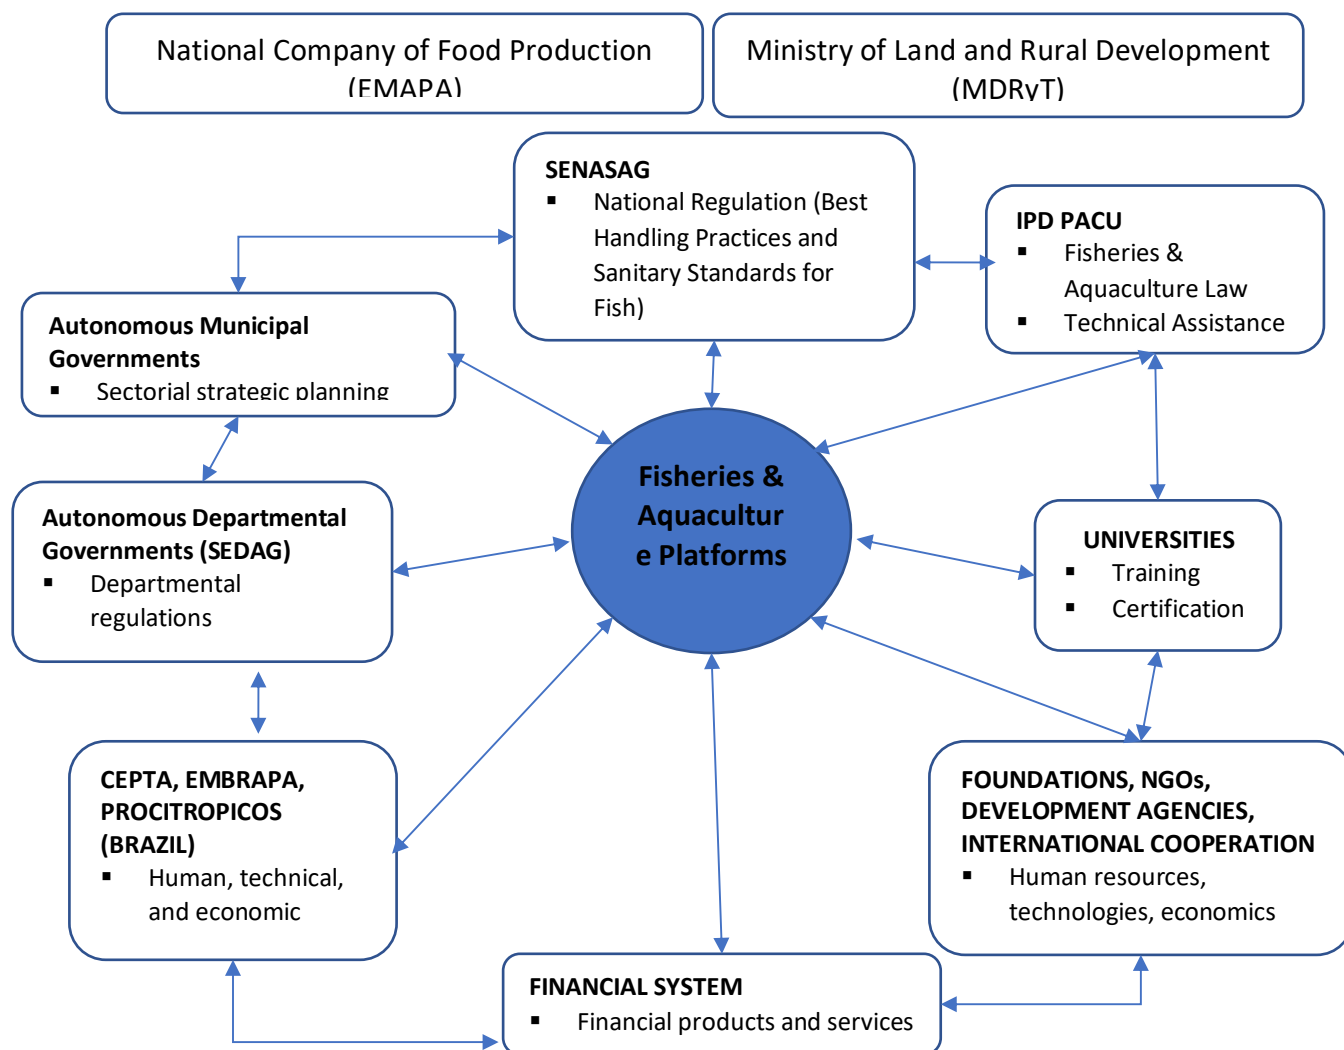 National Company of Food Production
(EMAPA)
Ministry of Land and Rural Development
(MDRyT)
SENASAG
▪ National Regulation (Best
Handling Practices and
Sanitary Standards for
Fish)
IPD PACU
▪ Fisheries &
Aquaculture Law
▪ Technical Assistance
Autonomous Municipal
Governments
▪ Sectorial strategic planning
Fisheries &
Aquacultur
e Platforms
Autonomous Departmental
Governments (SEDAG)
▪ Departmental
regulations
UNIVERSITIES
▪ Training
▪ Certification
CEPTA, EMBRAPA,
PROCITROPICOS
(BRAZIL)
▪ Human, technical,
and economic
FOUNDATIONS, NGOs,
DEVELOPMENT AGENCIES,
INTERNATIONAL COOPERATION
▪ Human resources,
technologies, economics
FINANCIAL SYSTEM
▪ Financial products and services